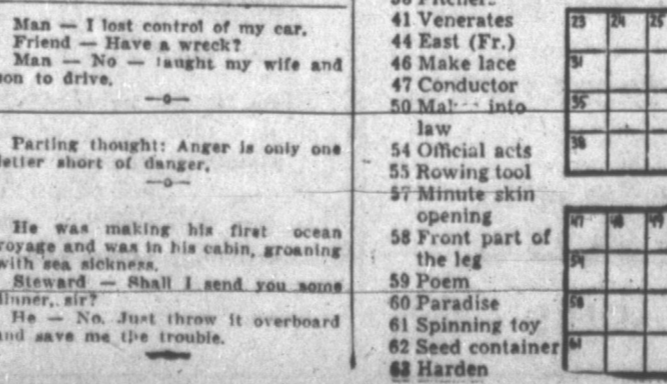 Man — I lost control of my car.
Friend — Have a wreck?
Man — No — taught my wife and
son to drive.
Parting thought: Anger is only one
letter short of danger.
He was making his first ocean
voyage and was in his cabin, groaning
with sea sickness.
Steward — Shall I send you some
dinner, sir?
He — No. Just throw it overboard
and save me the trouble.
41 Venerates
44 East (Fr.)
46 Make lace
47 Conductor
50 into
law
54 Official acts
55 Rowing tool
57 Minute skin
opening
58 Front part of
the leg
59 Poem
60 Paradise
61 Spinning toy
62 Seed container
63 Harden
23 24 25
31
35
38
47 48 49
54
58
61